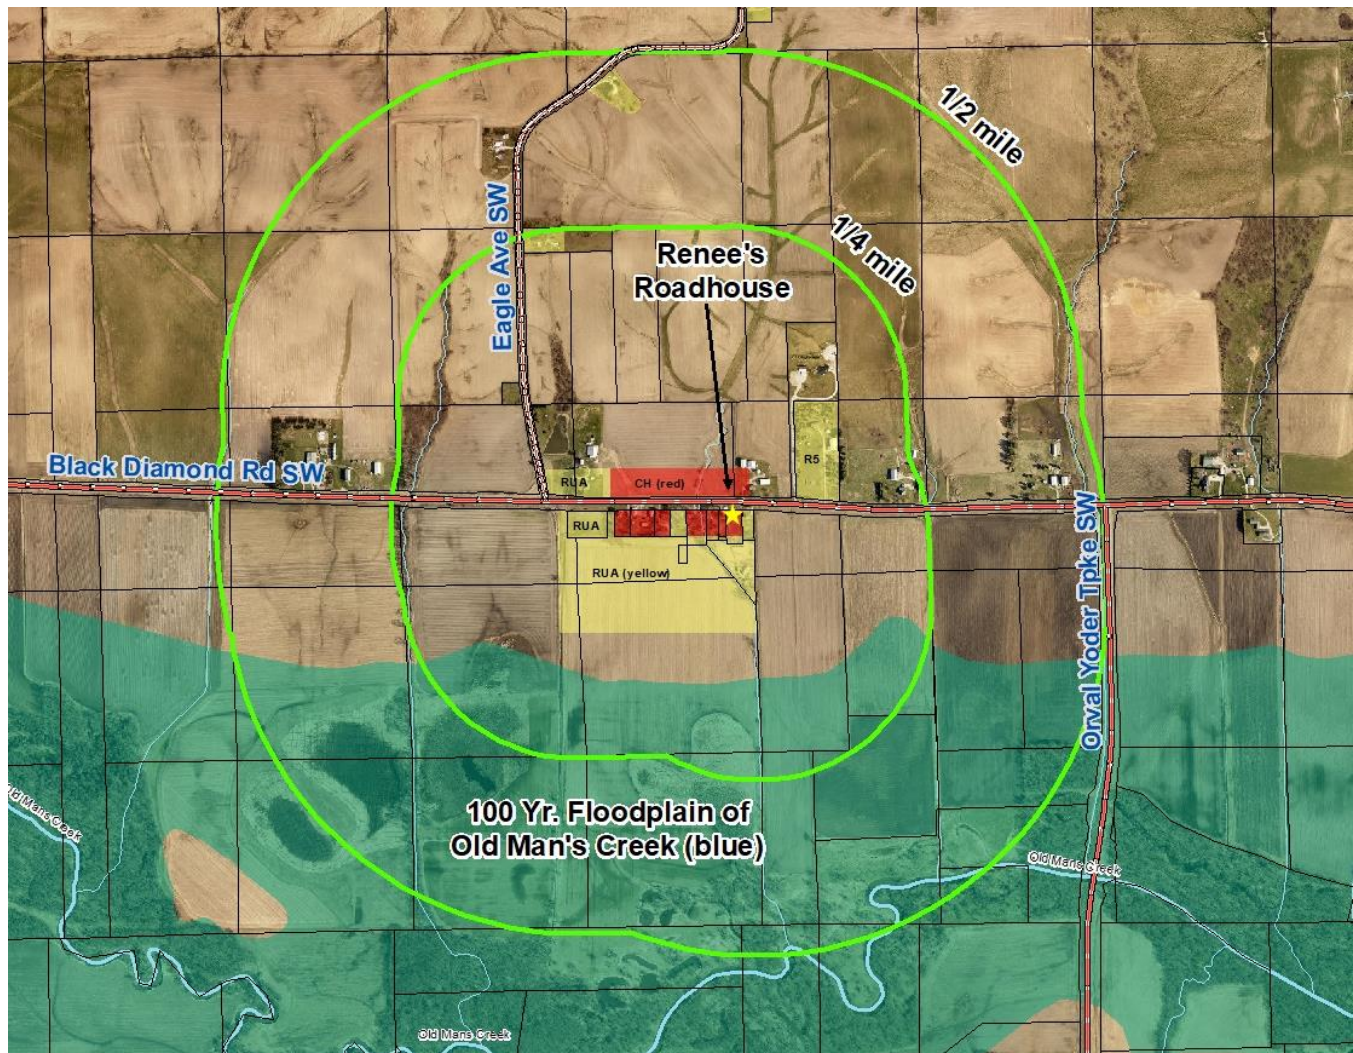 1/2 mile
1/4 mile
Renee's
Roadhouse
Eagle Ave SW
Black Diamond Rd SW
R5
RUA
CH (red)
RUA
RUA (yellow)
Orval Yoder Tpke SW
100 Yr. Floodplain of
Old Man's Creek (blue)
Old Mans Creek
Old Mans Creek
Old Mans Creek